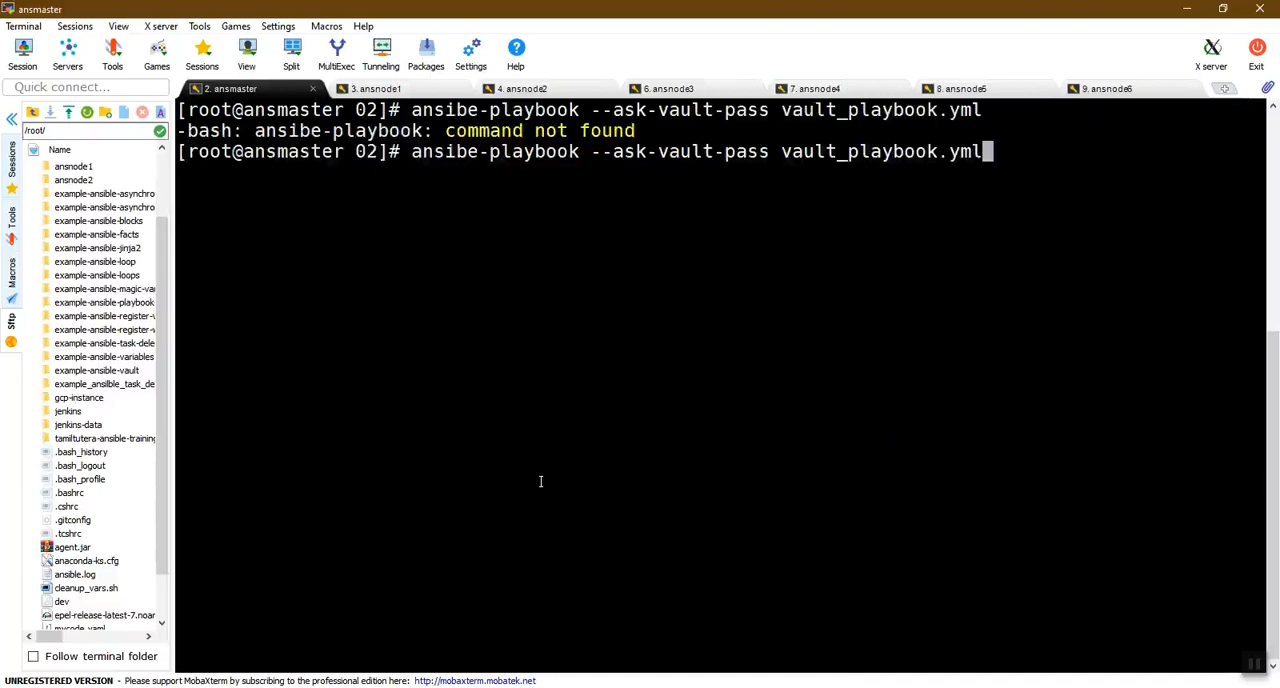 ansmaster
Terminal Sessions View X server Tools Games Settings Macros Help
Session Servers Tools Games Sessions View Split MultiExec Tunneling Packages Settings Help X server Exit
Quick connect...
2. ansmaster 3. ansnode1 4. ansnode2 6. ansnode3 7. ansnode4 8. ansnode5 9. ansnode6
/root/
Name
Sessions
Tools
Macros
Sftp
ansnode1
ansnode2
example-ansible-asynchro
example-ansible-asynchro
example-ansible-blocks
example-ansible-facts
example-ansible-jinja2
example-ansible-loop
example-ansible-loops
example-ansible-magic-va
example-ansible-playbook
example-ansible-register-v
example-ansible-register-v
example-ansible-task-dele
example-ansible-variables
example-ansible-vault
example_ansilble_task_de
gcp-instance
jenkins
jenkins-data
tamiltutera-ansible-training
.bash_history
.bash_logout
.bash_profile
.bashrc
.cshrc
.gitconfig
.tcshrc
agent.jar
anaconda-ks.cfg
ansible.log
cleanup_vars.sh
dev
epel-release-latest-7.noar
mycode.yaml
Follow terminal folder
[root@ansmaster 02]# ansibe-playbook --ask-vault-pass vault_playbook.yml
-bash: ansibe-playbook: command not found
[root@ansmaster 02]# ansibe-playbook --ask-vault-pass vault_playbook.yml
UNREGISTERED VERSION - Please support MobaXterm by subscribing to the professional edition here: http://mobaxterm.mobatek.net